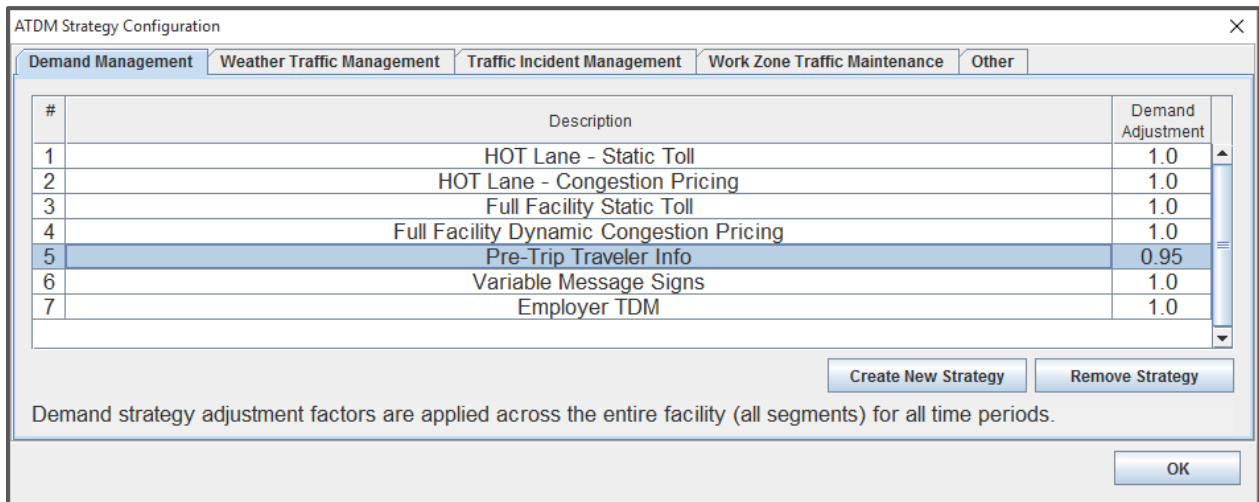 ATDM Strategy Configuration
Demand Management Weather Traffic Management Traffic Incident Management Work Zone Traffic Maintenance Other
# Description Demand Adjustment
1 HOT Lane - Static Toll 1.0
2 HOT Lane - Congestion Pricing 1.0
3 Full Facility Static Toll 1.0
4 Full Facility Dynamic Congestion Pricing 1.0
5 Pre-Trip Traveler Info 0.95
6 Variable Message Signs 1.0
7 Employer TDM 1.0
Create New Strategy Remove Strategy
Demand strategy adjustment factors are applied across the entire facility (all segments) for all time periods.
OK